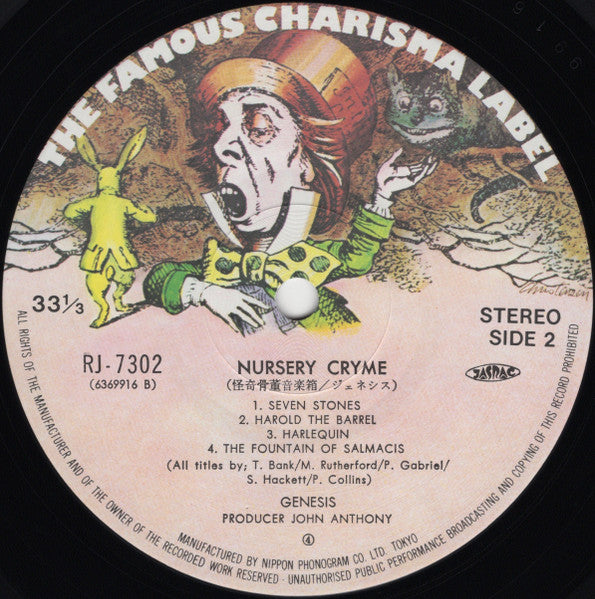 THE FAMOUS CHARISMA LABEL
33 1/3
STEREO
SIDE 2
RJ-7302
(6369916 B)
JASRAC
NURSERY CRYME
(怪奇骨董音楽箱/ジェネシス)
1. SEVEN STONES
2. HAROLD THE BARREL
3. HARLEQUIN
4. THE FOUNTAIN OF SALMACIS
(All titles by; T. Bank/M. Rutherford/P. Gabriel/
S. Hackett/P. Collins)
GENESIS
PRODUCER JOHN ANTHONY
④
MANUFACTURED BY NIPPON PHONOGRAM CO. LTD. TOKYO
ALL RIGHTS OF THE MANUFACTURER AND OF THE OWNER OF THE RECORDED WORK RESERVED - UNAUTHORISED PUBLIC PERFORMANCE BROADCASTING AND COPYING OF THIS RECORD PROHIBITED